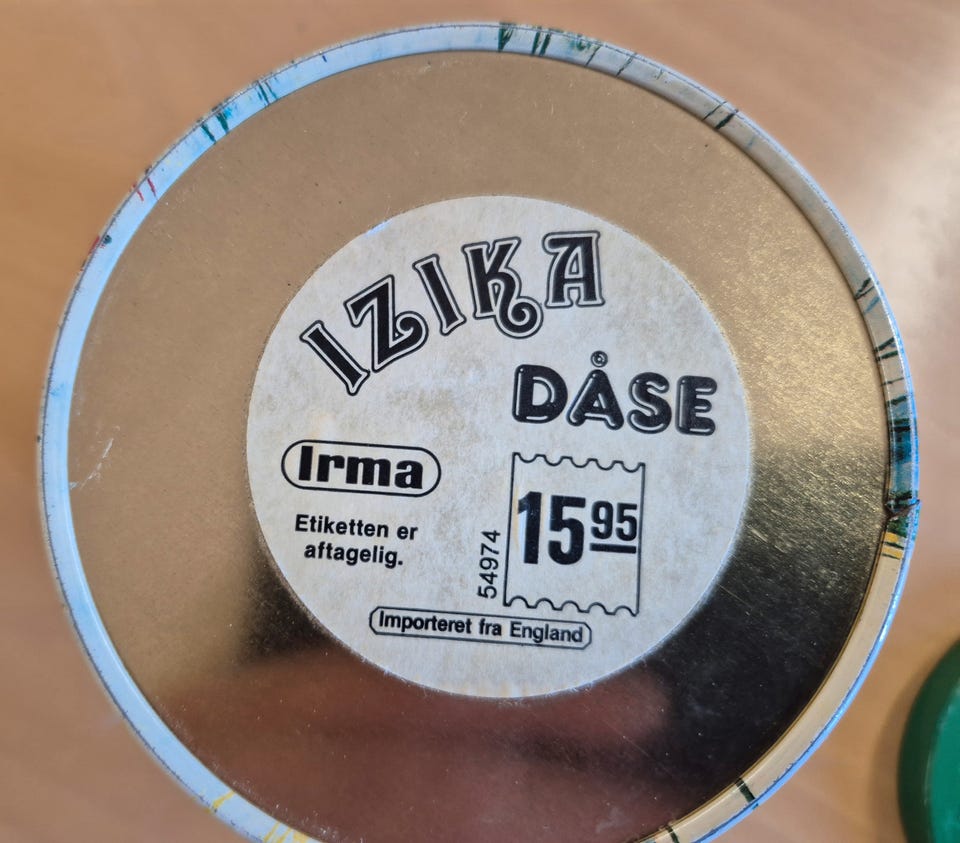 IZIKA
DÅSE
Irma
Etiketten er
aftagelig.
54974
15 95
Importeret fra England